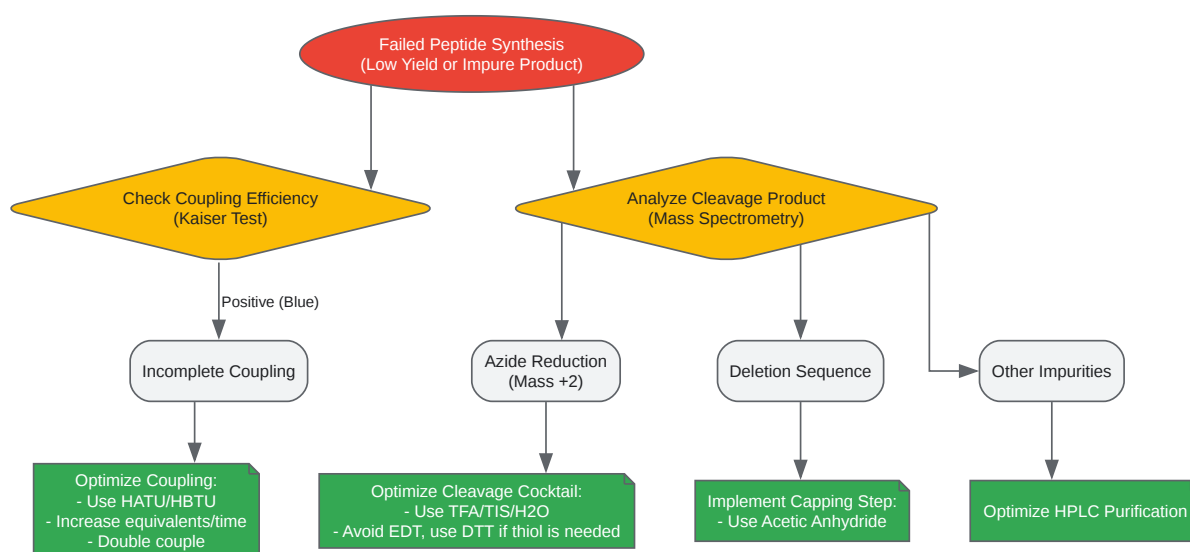 Failed Peptide Synthesis
(Low Yield or Impure Product)
Check Coupling Efficiency
(Kaiser Test)
Analyze Cleavage Product
(Mass Spectrometry)
Positive (Blue)
Incomplete Coupling
Azide Reduction
(Mass +2)
Deletion Sequence
Other Impurities
Optimize Coupling:
- Use HATU/HBTU
- Increase equivalents/time
- Double couple
Optimize Cleavage Cocktail:
- Use TFA/TIS/H2O
- Avoid EDT, use DTT if thiol is needed
Implement Capping Step:
- Use Acetic Anhydride
Optimize HPLC Purification